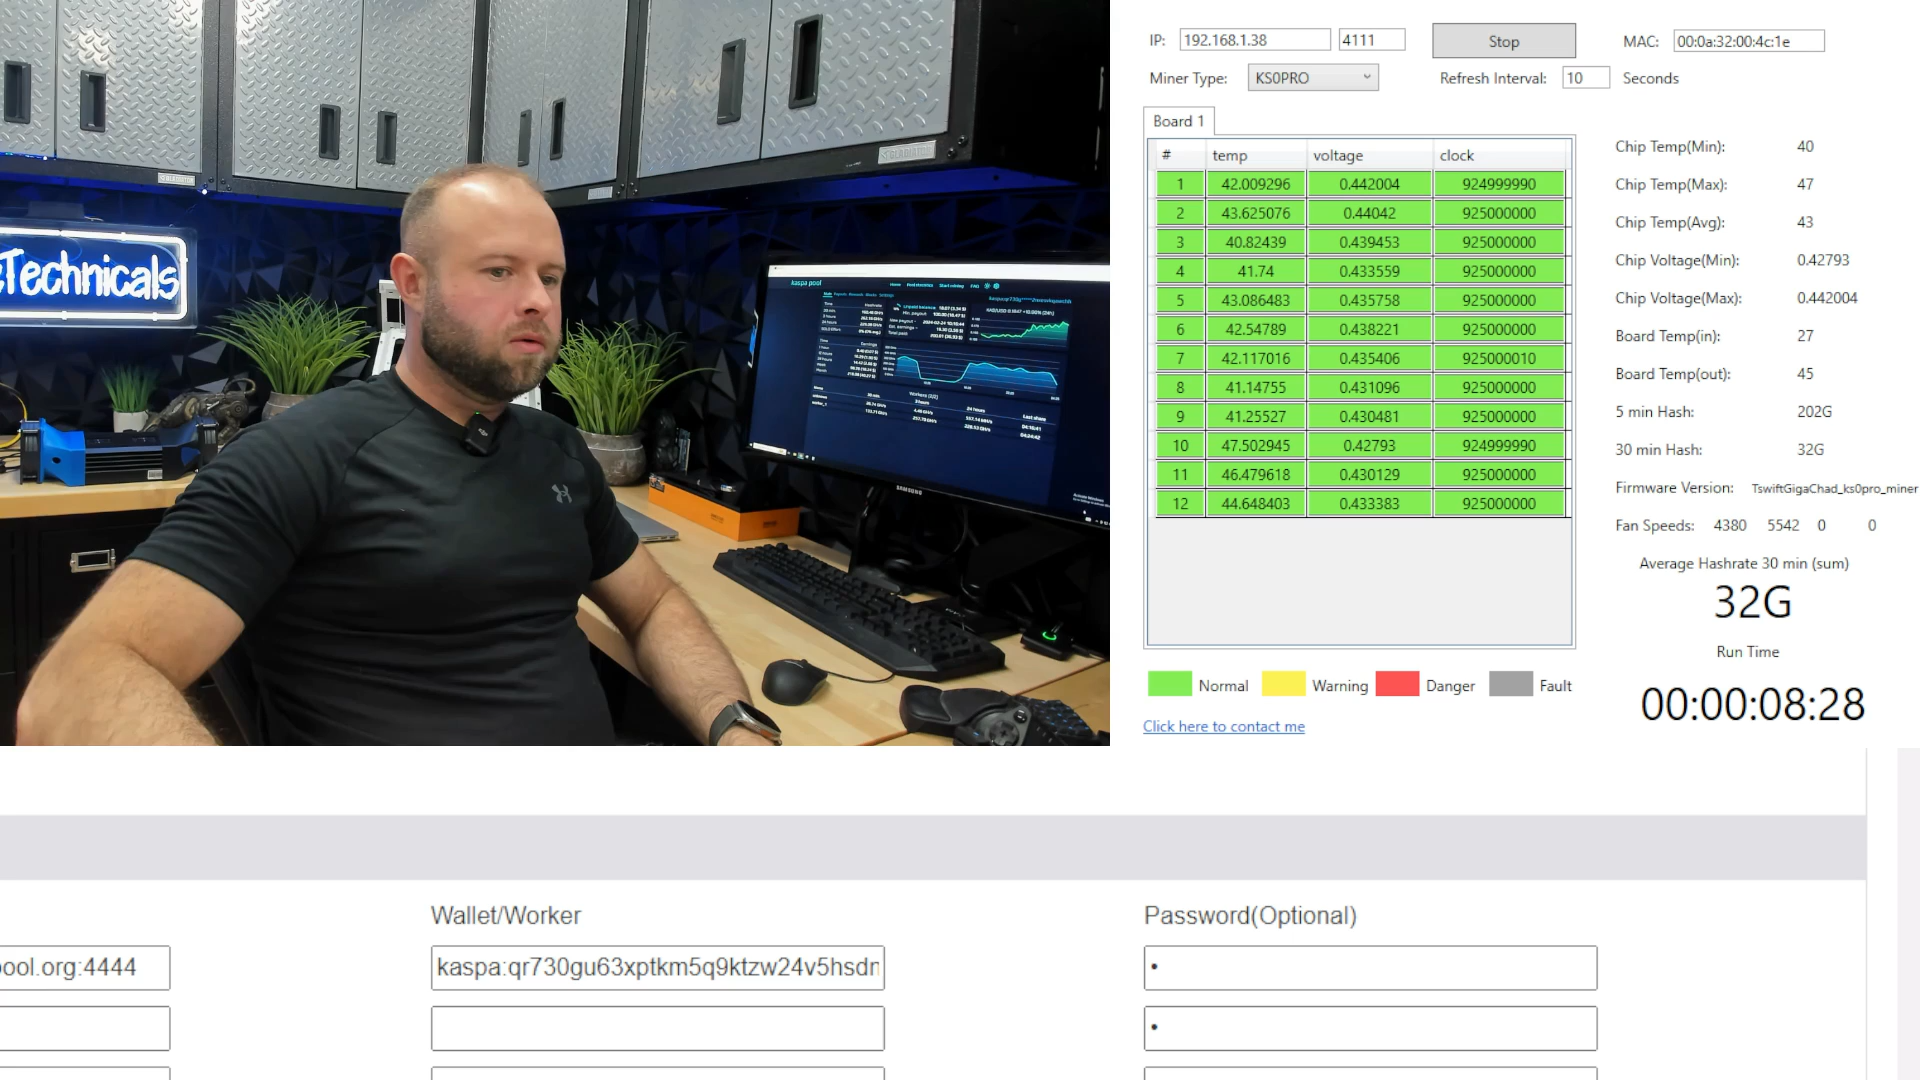 Technicals
kaspa pool
SAMSUNG
IP: 192.168.1.38 4111 Stop MAC: 00:0a:32:00:4c:1e
Miner Type: KS0PRO Refresh Interval: 10 Seconds
Board 1
# temp voltage clock
1 42.009296 0.442004 924999990
2 43.625076 0.44042 925000000
3 40.82439 0.439453 925000000
4 41.74 0.433559 925000000
5 43.086483 0.435758 925000000
6 42.54789 0.438221 925000000
7 42.117016 0.435406 925000010
8 41.14755 0.431096 925000000
9 41.25527 0.430481 925000000
10 47.502945 0.42793 924999990
11 46.479618 0.430129 925000000
12 44.648403 0.433383 925000000
Normal Warning Danger Fault
Click here to contact me
Chip Temp(Min): 40
Chip Temp(Max): 47
Chip Temp(Avg): 43
Chip Voltage(Min): 0.42793
Chip Voltage(Max): 0.442004
Board Temp(in): 27
Board Temp(out): 45
5 min Hash: 202G
30 min Hash: 32G
Firmware Version: TswiftGigaChad_ks0pro_miner
Fan Speeds: 4380 5542 0 0
Average Hashrate 30 min (sum)
32G
Run Time
00:00:08:28
Wallet/Worker Password(Optional)
ool.org:4444 kaspa:qr730gu63xptkm5q9ktzw24v5hsdn •
•